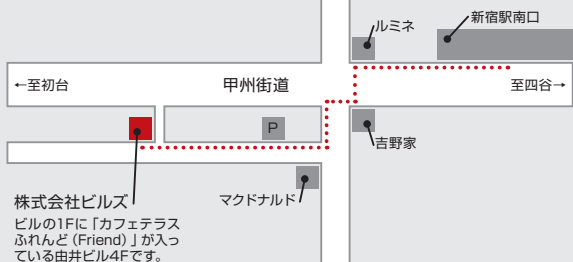 ルミネ
新宿駅南口
←至初台
甲州街道
至四谷→
P
吉野家
マクドナルド
株式会社ビルズ
ビルの1Fに「カフェテラス
ふれんど(Friend)」が入っ
ている由井ビル4Fです。